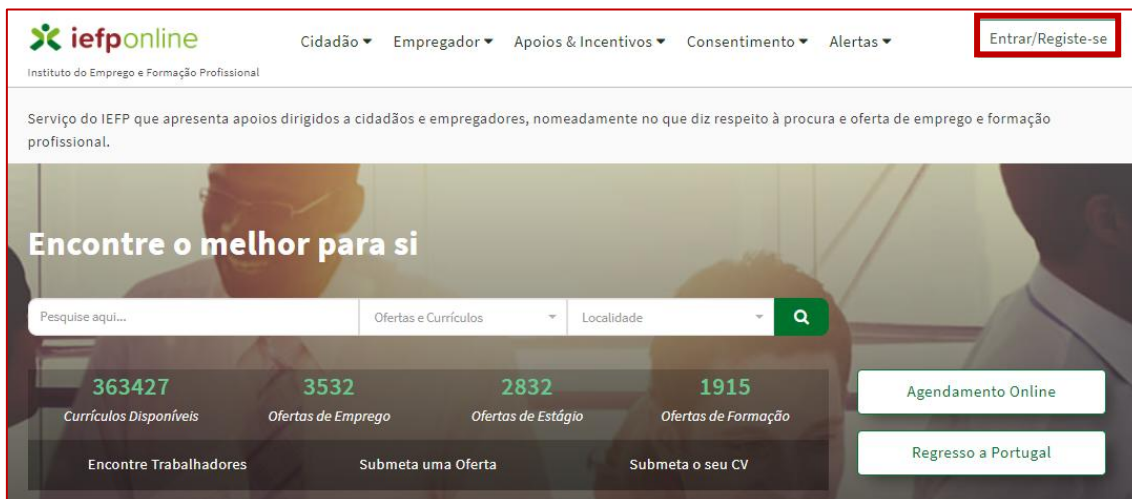 iefponline
Cidadão Empregador Apoios & Incentivos Consentimento Alertas Entrar/Registe-se
Instituto do Emprego e Formação Profissional
Serviço do IEFP que apresenta apoios dirigidos a cidadãos e empregadores, nomeadamente no que diz respeito à procura e oferta de emprego e formação
profissional.
Encontre o melhor para si
Pesquise aqui... Ofertas e Currículos Localidade
363427 3532 2832 1915
Currículos Disponíveis Ofertas de Emprego Ofertas de Estágio Ofertas de Formação
Agendamento Online
Encontre Trabalhadores Submeta uma Oferta Submeta o seu CV
Regresso a Portugal